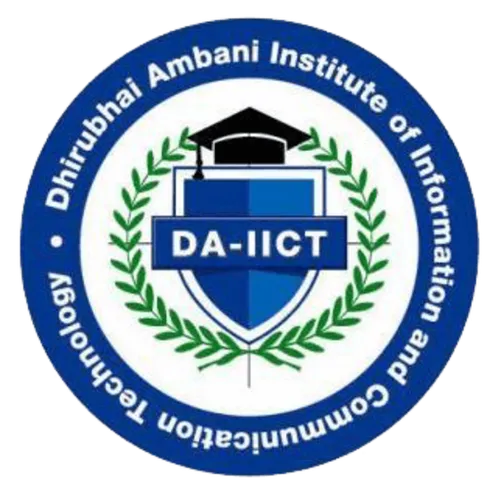 Dhirubhai Ambani Institute of Information and Communication Technology •
DA-IICT